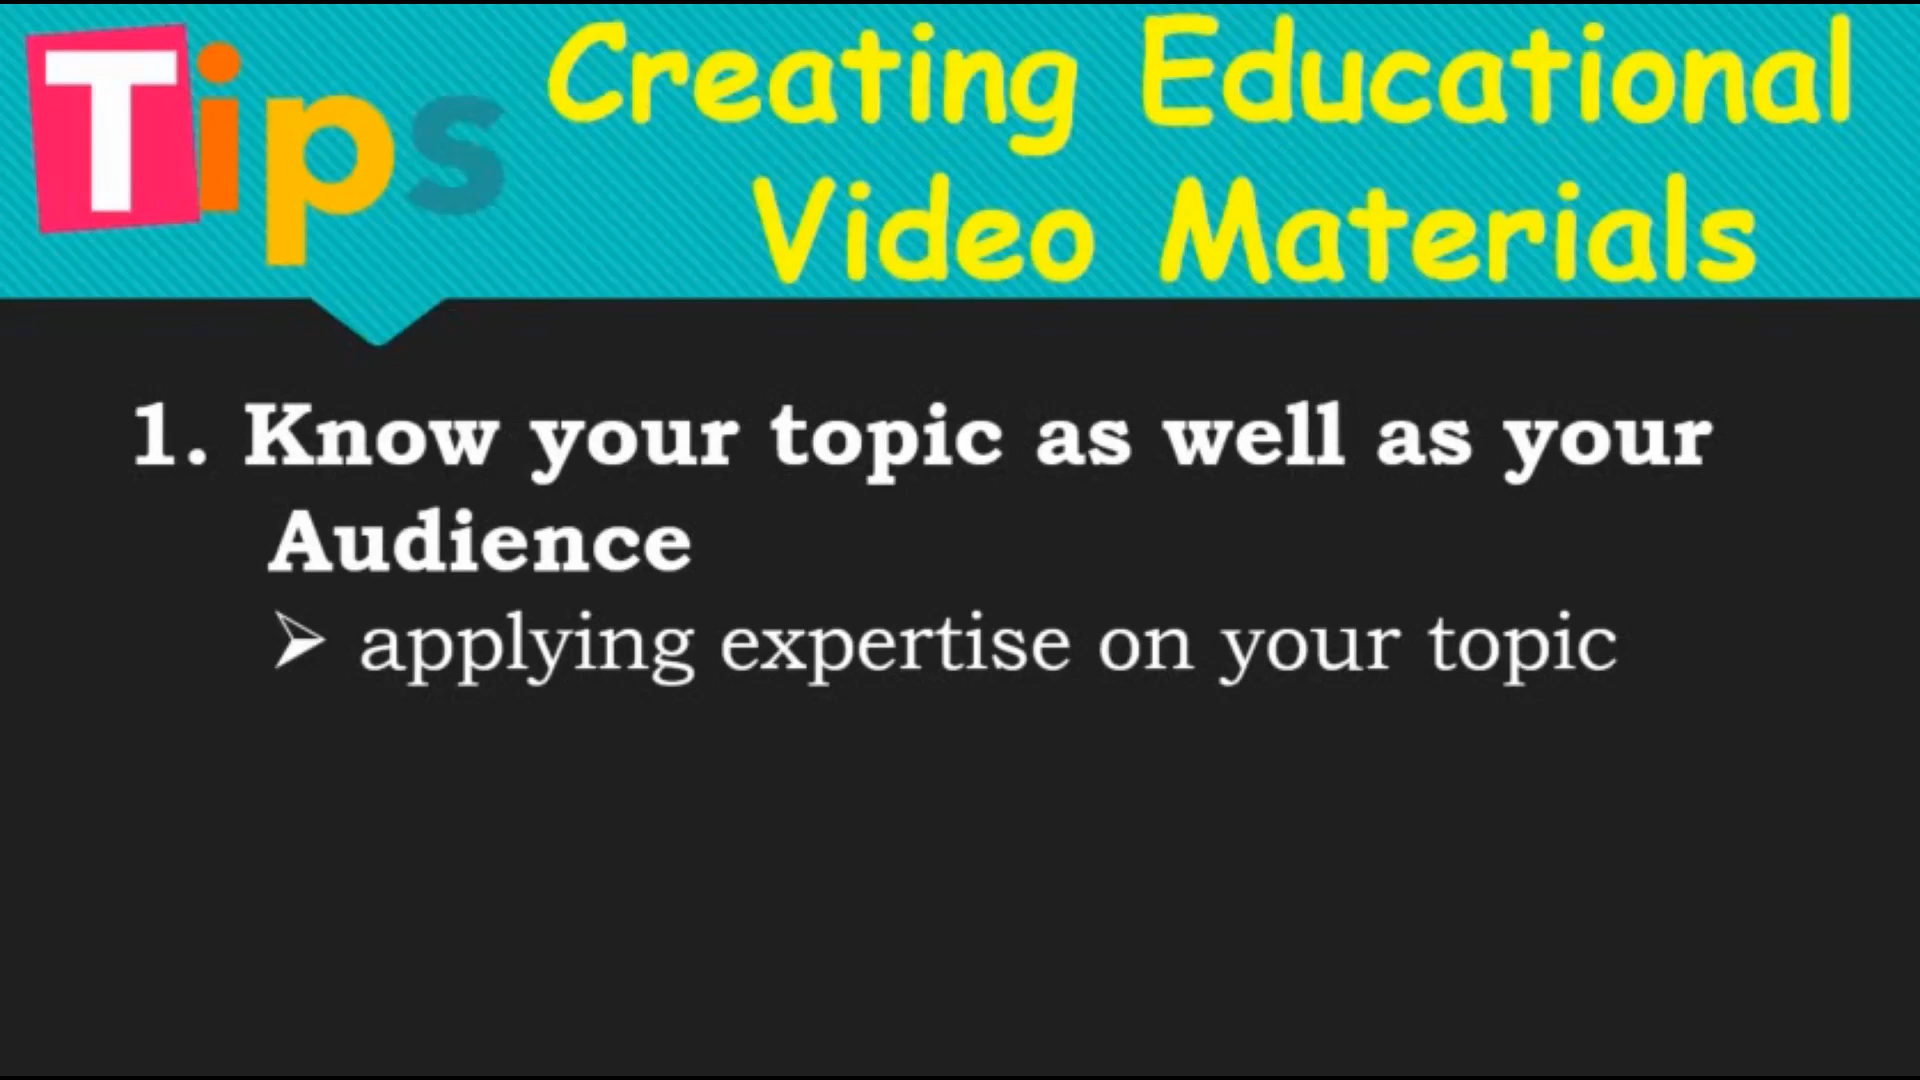 Tips
Creating Educational
Video Materials
1. Know your topic as well as your
Audience
➢ applying expertise on your topic